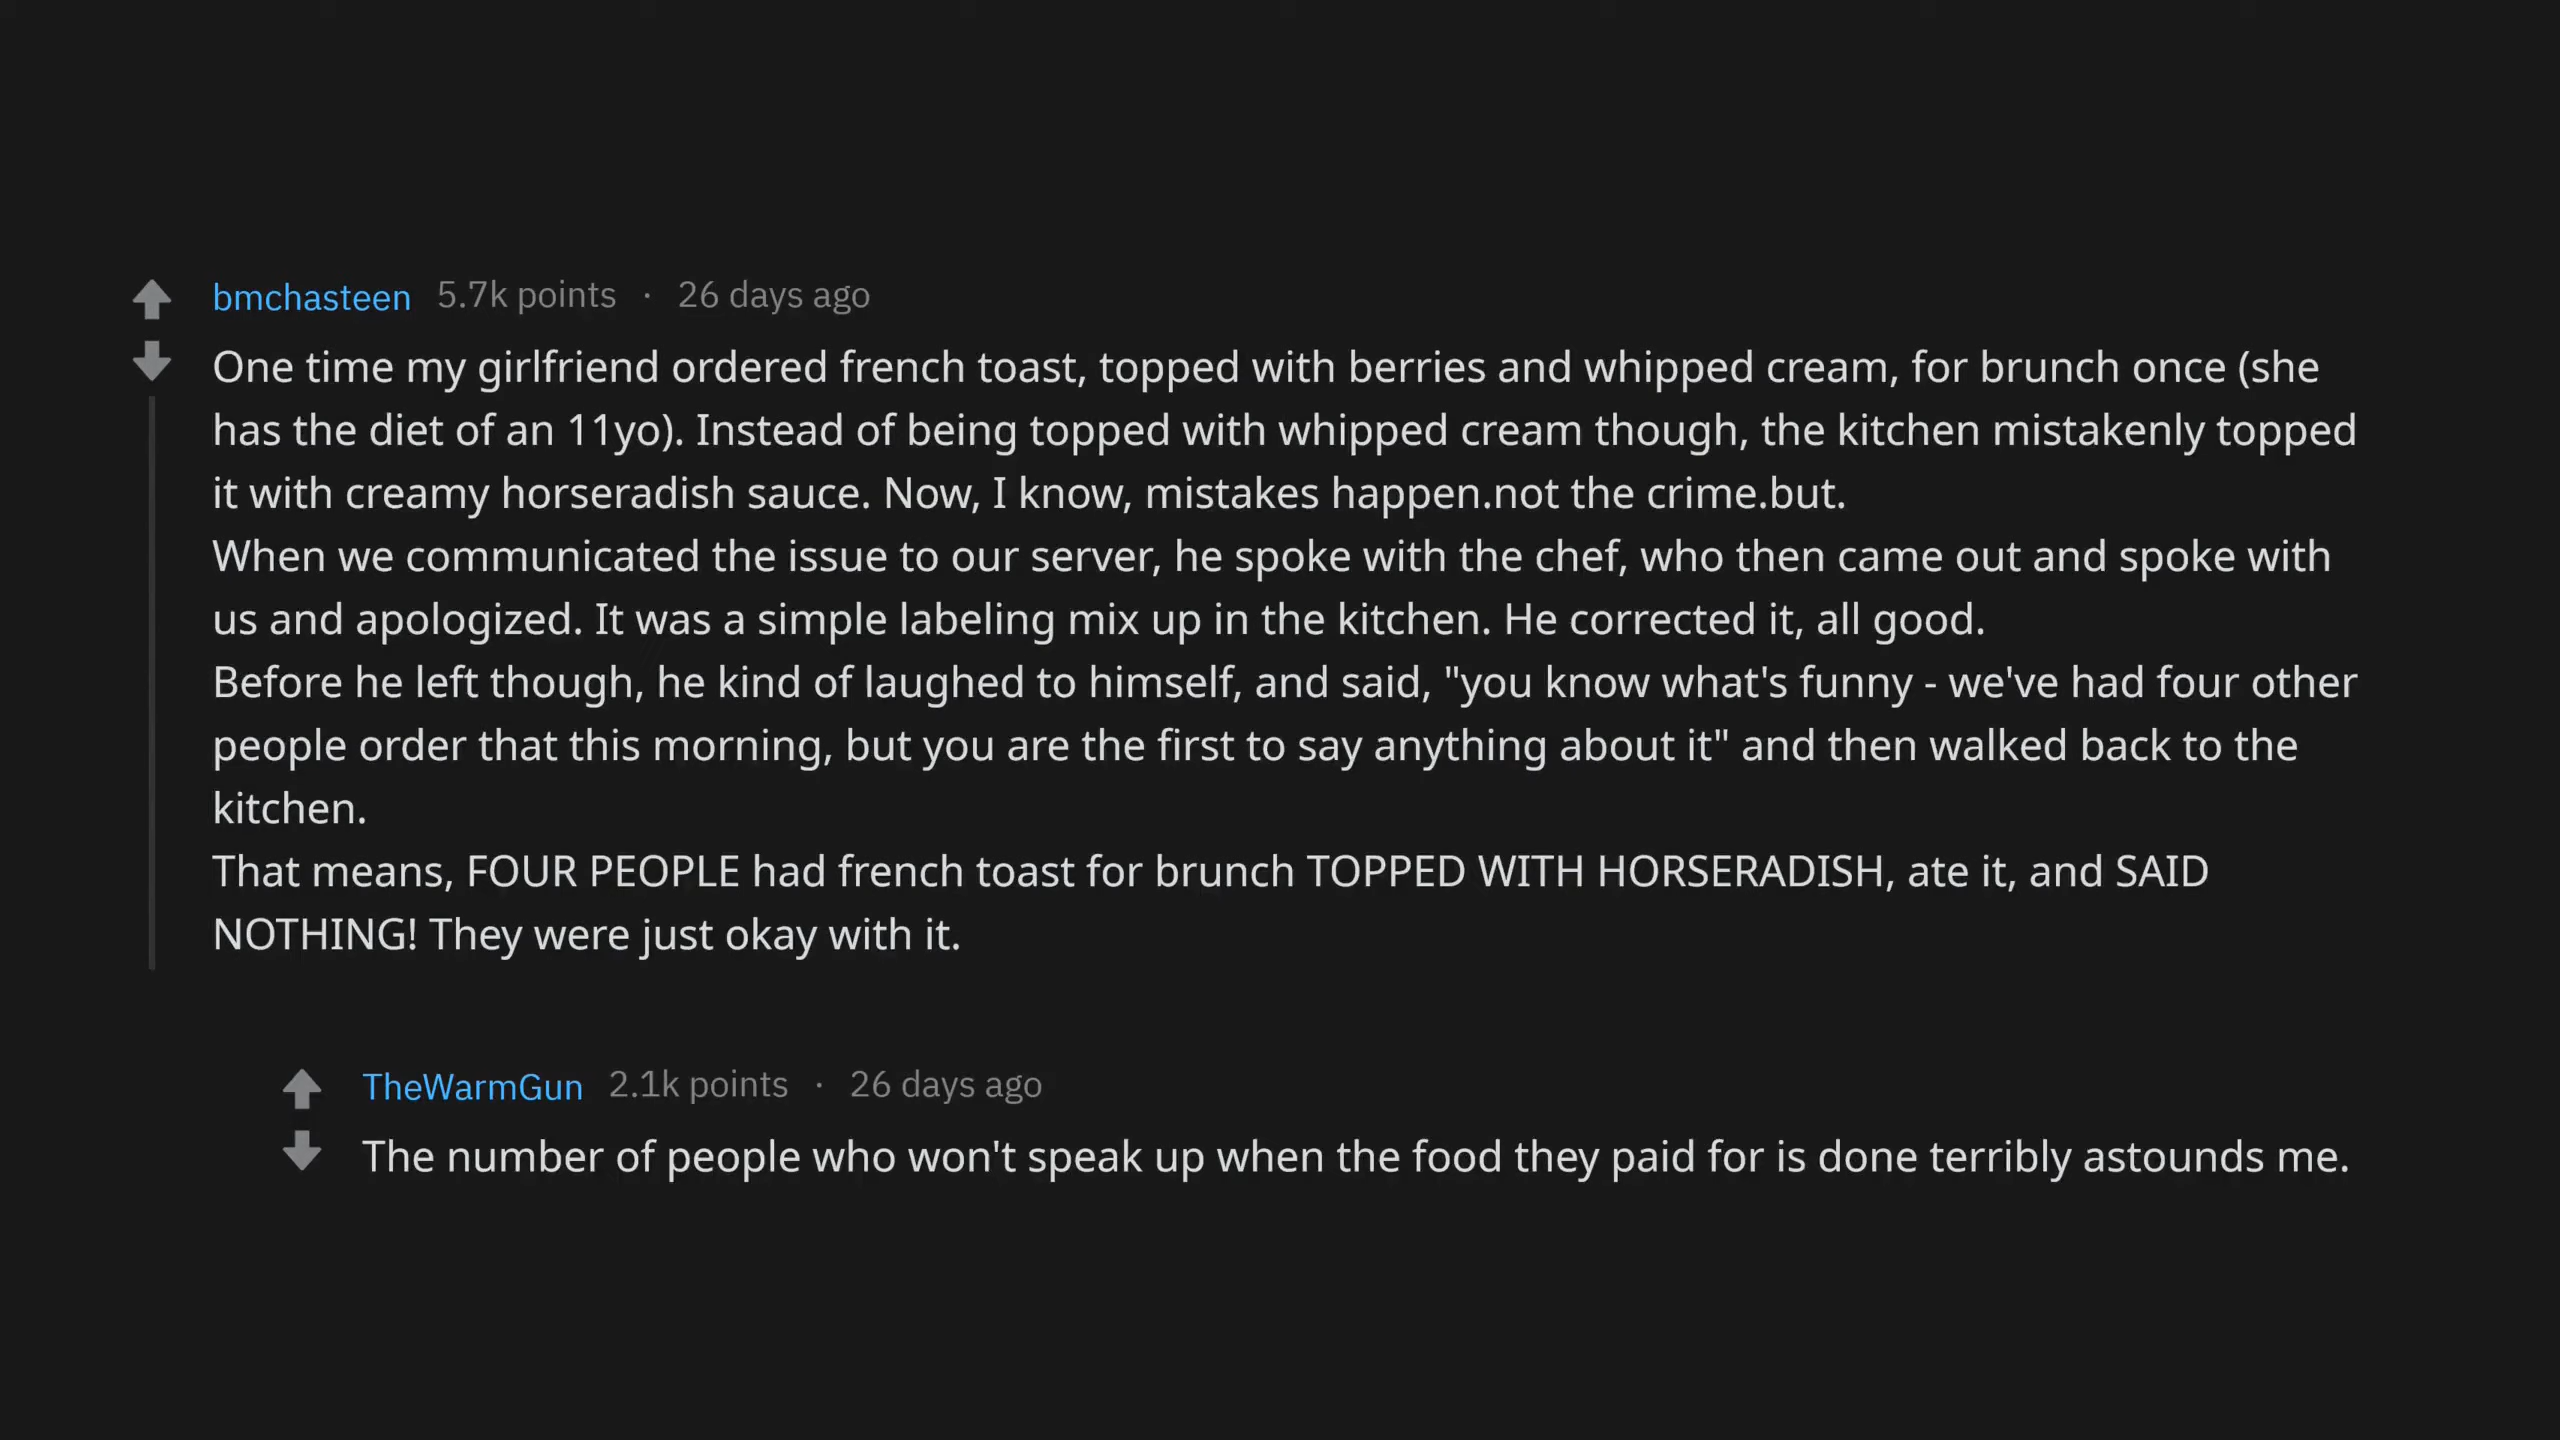 bmchasteen 5.7k points · 26 days ago
One time my girlfriend ordered french toast, topped with berries and whipped cream, for brunch once (she
has the diet of an 11yo). Instead of being topped with whipped cream though, the kitchen mistakenly topped
it with creamy horseradish sauce. Now, I know, mistakes happen.not the crime.but.
When we communicated the issue to our server, he spoke with the chef, who then came out and spoke with
us and apologized. It was a simple labeling mix up in the kitchen. He corrected it, all good.
Before he left though, he kind of laughed to himself, and said, "you know what's funny - we've had four other
people order that this morning, but you are the first to say anything about it" and then walked back to the
kitchen.
That means, FOUR PEOPLE had french toast for brunch TOPPED WITH HORSERADISH, ate it, and SAID
NOTHING! They were just okay with it.
TheWarmGun 2.1k points · 26 days ago
The number of people who won't speak up when the food they paid for is done terribly astounds me.